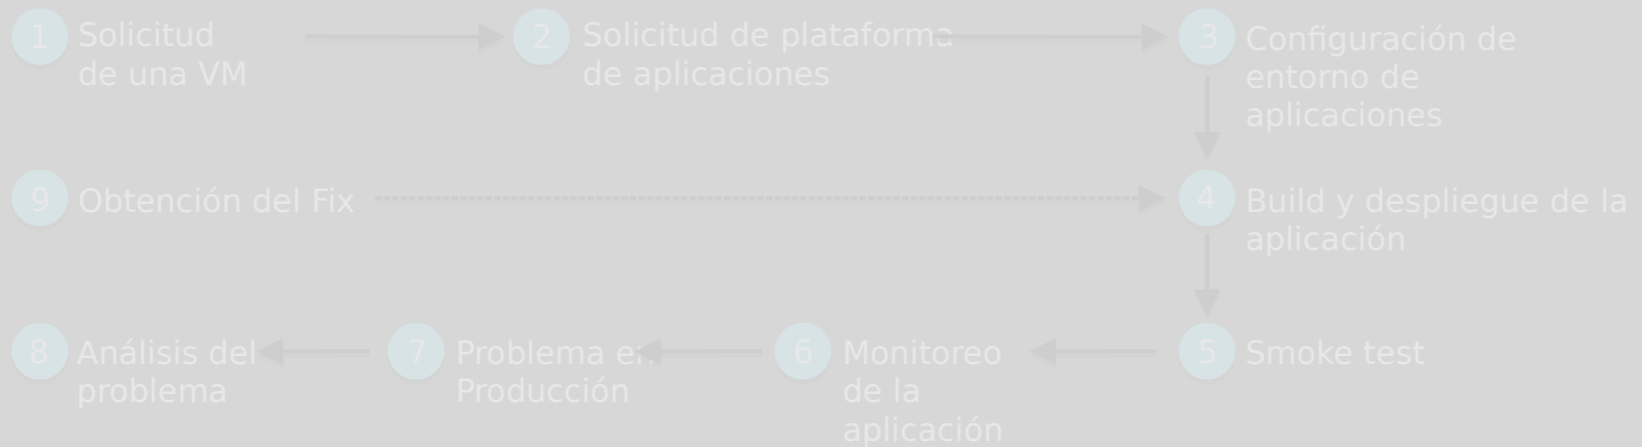 1 Solicitud
de una VM
2 Solicitud de plataforma
de aplicaciones
3 Configuración de
entorno de
aplicaciones
9 Obtención del Fix
4 Build y despliegue de la
aplicación
8 Análisis del
problema
7 Problema en
Producción
6 Monitoreo
de la
aplicación
5 Smoke test